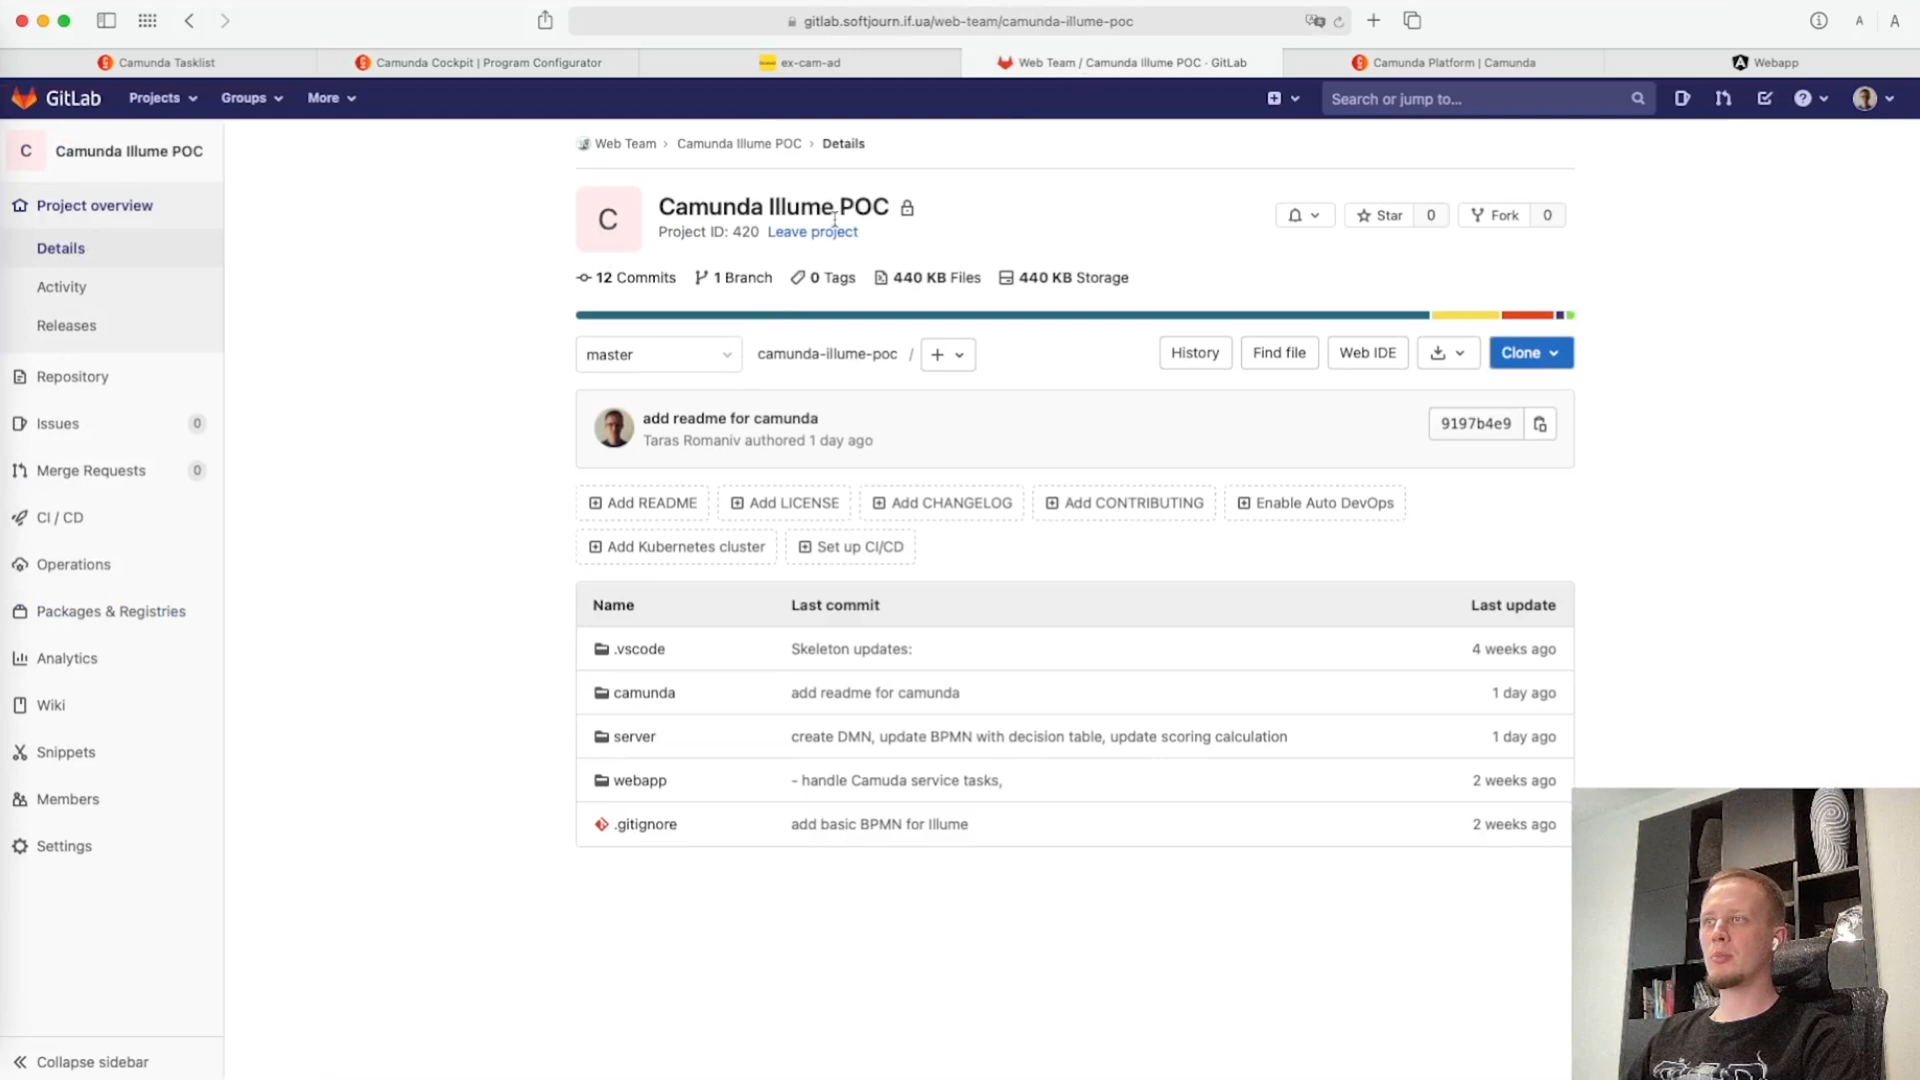 gitlab.softjourn.if.ua/web-team/camunda-illume-poc
A A
Camunda Tasklist
Camunda Cockpit | Program Configurator
ex-cam-ad
Web Team / Camunda Illume POC · GitLab
Camunda Platform | Camunda
Webapp
GitLab
Projects
Groups
More
Search or jump to...
C Camunda Illume POC
Project overview
Details
Activity
Releases
Repository
Issues 0
Merge Requests 0
CI / CD
Operations
Packages & Registries
Analytics
Wiki
Snippets
Members
Settings
Collapse sidebar
Web Team › Camunda Illume POC › Details
C
Camunda Illume POC
Project ID: 420 Leave project
Star 0
Fork 0
12 Commits 1 Branch 0 Tags 440 KB Files 440 KB Storage
master
camunda-illume-poc / +
History
Find file
Web IDE
Clone
add readme for camunda
Taras Romaniv authored 1 day ago
9197b4e9
Add README Add LICENSE Add CHANGELOG Add CONTRIBUTING Enable Auto DevOps
Add Kubernetes cluster Set up CI/CD
Name Last commit Last update
.vscode Skeleton updates: 4 weeks ago
camunda add readme for camunda 1 day ago
server create DMN, update BPMN with decision table, update scoring calculation 1 day ago
webapp - handle Camuda service tasks, 2 weeks ago
.gitignore add basic BPMN for Illume 2 weeks ago